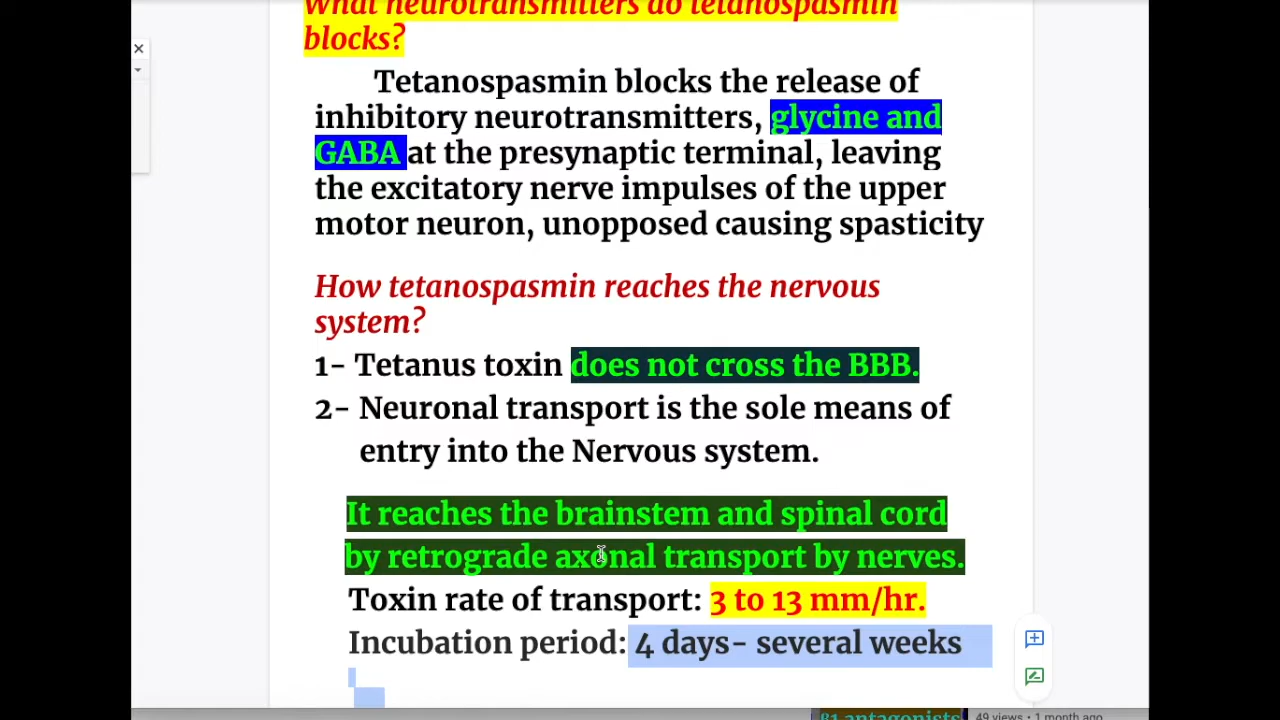 What neurotransmitters do tetanospasmin
blocks?
Tetanospasmin blocks the release of
inhibitory neurotransmitters, glycine and
GABA at the presynaptic terminal, leaving
the excitatory nerve impulses of the upper
motor neuron, unopposed causing spasticity
How tetanospasmin reaches the nervous
system?
1- Tetanus toxin does not cross the BBB.
2- Neuronal transport is the sole means of
entry into the Nervous system.
It reaches the brainstem and spinal cord
by retrograde axonal transport by nerves.
Toxin rate of transport: 3 to 13 mm/hr.
Incubation period: 4 days- several weeks
B1 antagonists 49 views • 1 month ago